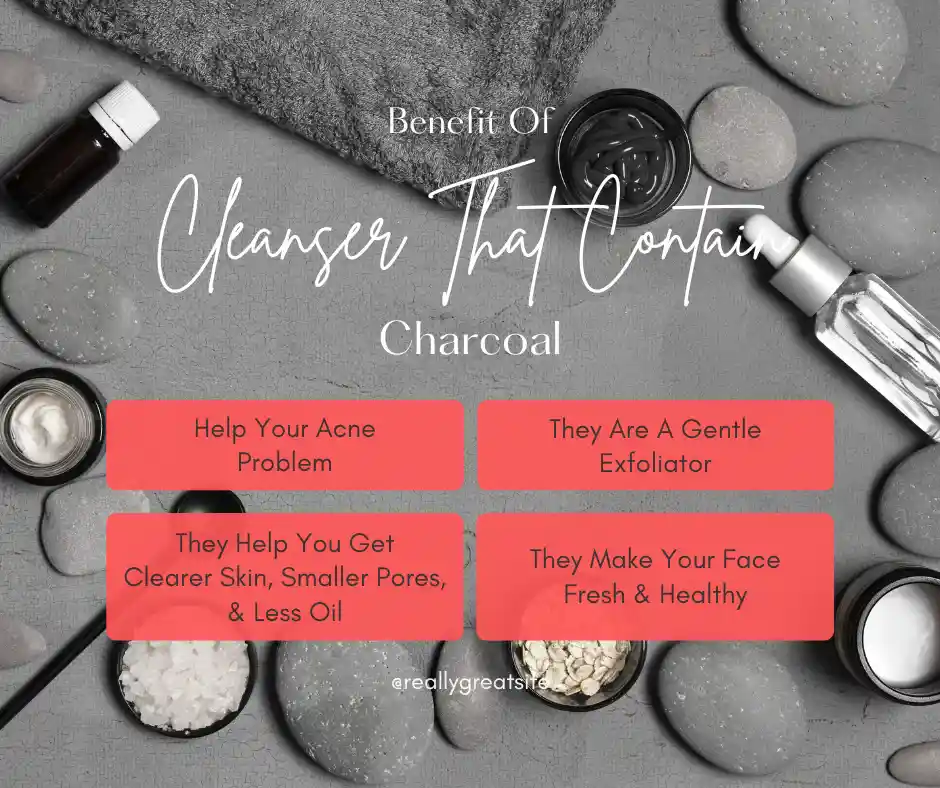 Benefit Of
Cleanser That Contain
Charcoal
Help Your Acne
Problem
They Are A Gentle
Exfoliator
They Help You Get
Clearer Skin, Smaller Pores,
& Less Oil
They Make Your Face
Fresh & Healthy
@reallygreatsite